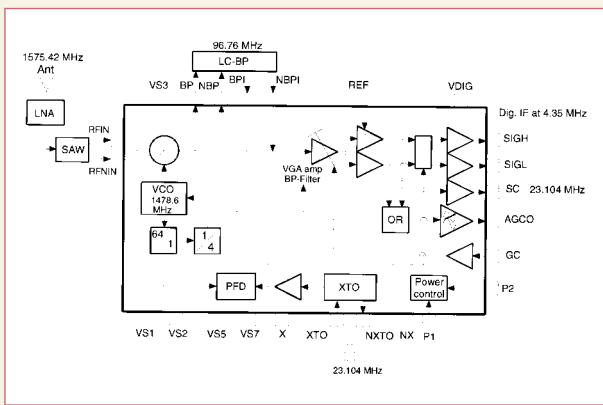 96.76 MHz
LC-BP
1575.42 MHz
Ant
VS3 BP NBP BPI NBPI REF VDIG
LNA
Dig. IF at 4.35 MHz
RFIN
SIGH
SAW
RFNIN
VGA amp
BP-Filter
SIGL
VCO
1478.6
MHz
SC 23.104 MHz
OR
AGCO
64
1
1
4
GC
PFD
XTO
Power
control
P2
VS1 VS2 VS5 VS7 X XTO NXTO NX P1
23.104 MHz